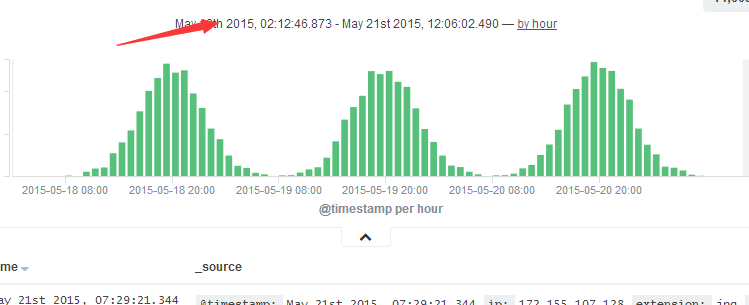 May 2015, 02:12:46.873 - May 21st 2015, 12:06:02.490 — by hour
2015-05-18 08:00 2015-05-18 20:00 2015-05-19 08:00 2015-05-19 20:00 2015-05-20 08:00 2015-05-20 20:00
@timestamp per hour
me _source
ay 21st 2015, 07:29:21.344 @timestamp: May 21st 2015, 07:29:21.344 ip: 172.155.107.128 extension: jpg